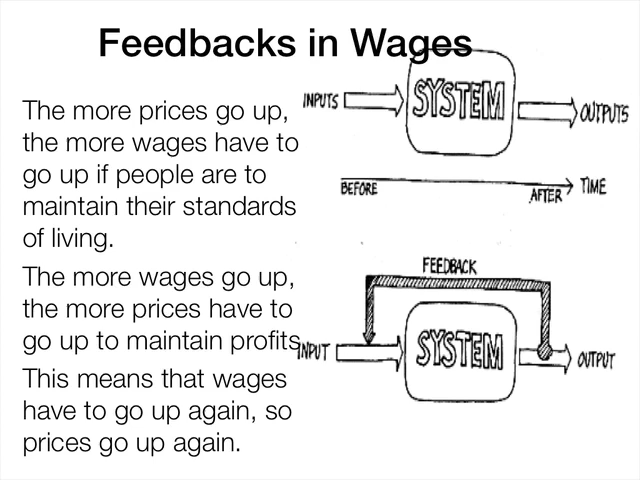 Feedbacks in Wages
The more prices go up,
the more wages have to
go up if people are to
maintain their standards
of living.
The more wages go up,
the more prices have to
go up to maintain profits
This means that wages
have to go up again, so
prices go up again.
INPUTS
SYSTEM
OUTPUTS
BEFORE
AFTER
TIME
FEEDBACK
INPUT
SYSTEM
OUTPUT